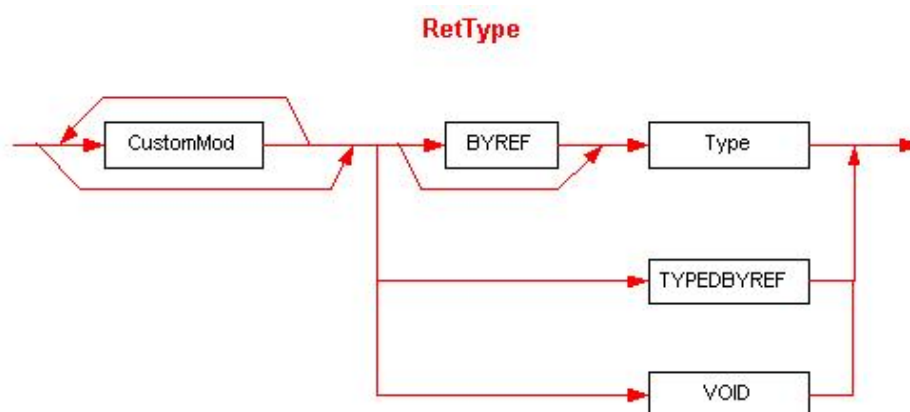 RetType
CustomMod
BYREF
Type
TYPEDBYREF
VOID